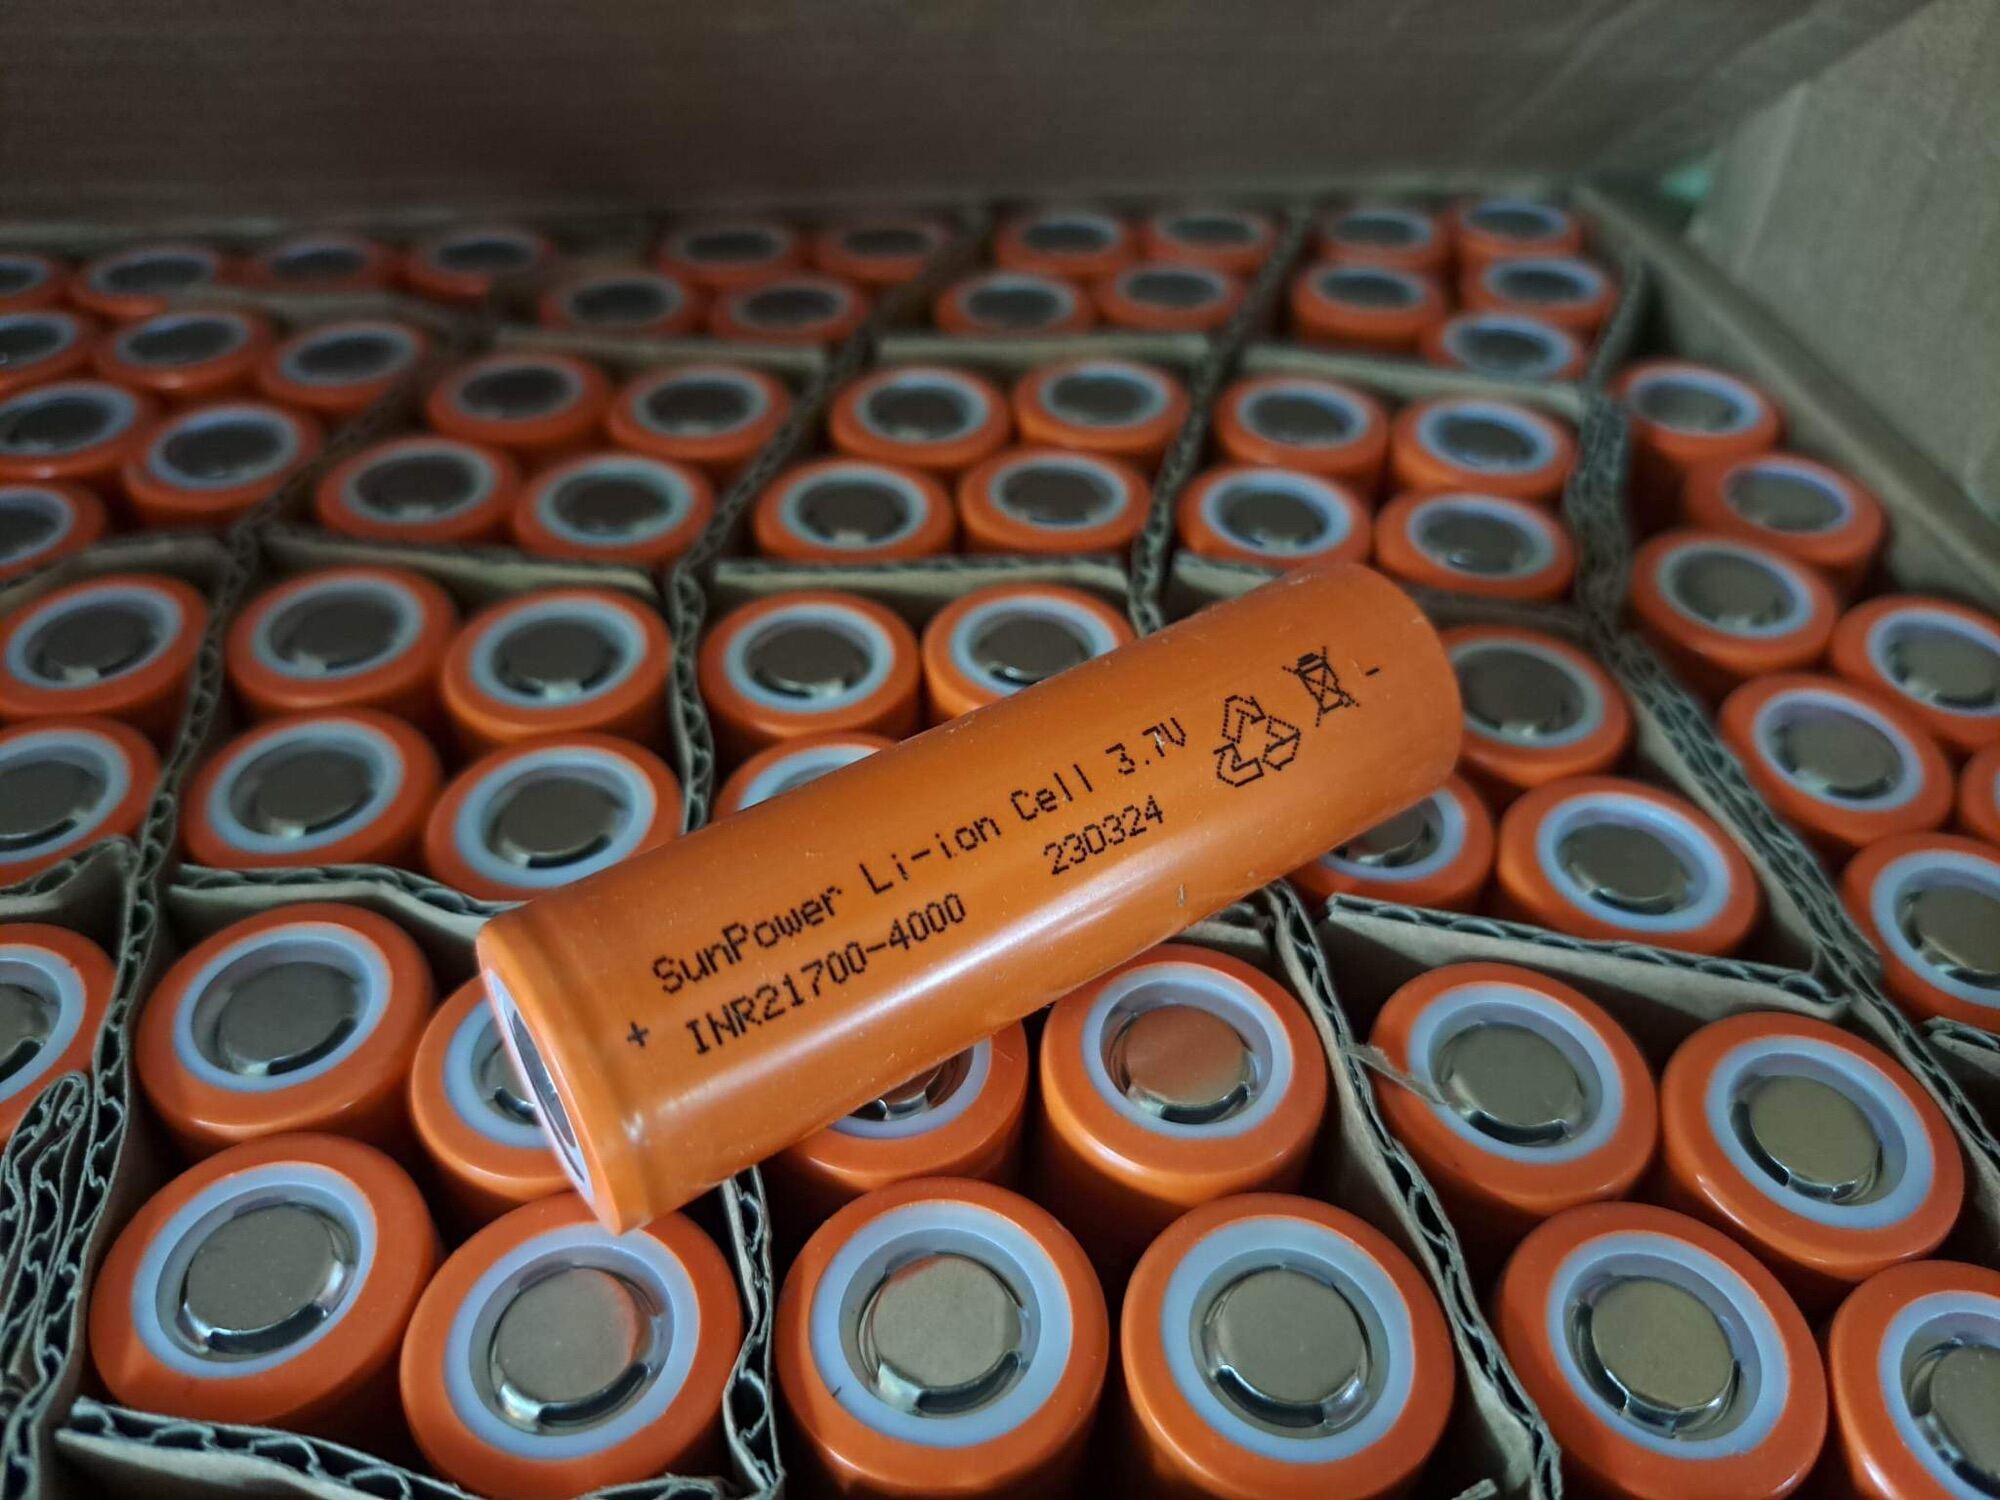 SunPower Li-ion Cell 3.7V
+ INR21700-4000 230324 -